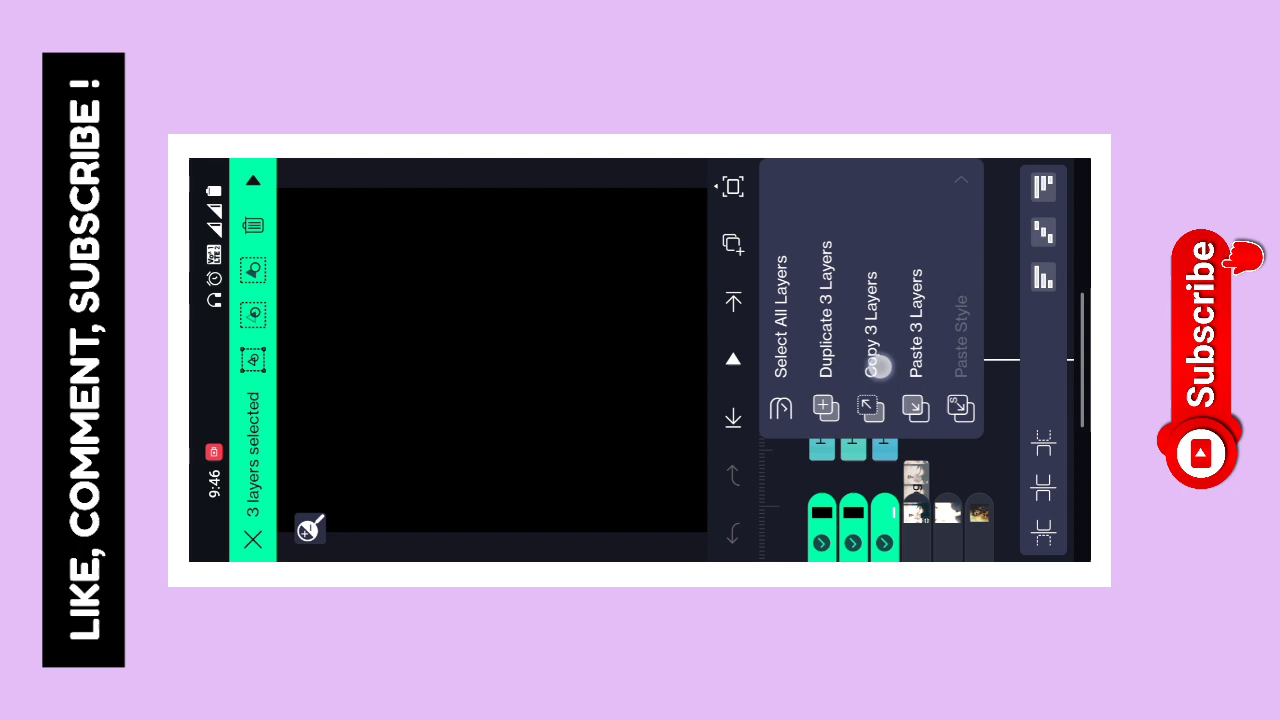 LIKE, COMMENT, SUBSCRIBE !
9:46
3 layers selected
Select All Layers
Duplicate 3 Layers
Copy 3 Layers
Paste 3 Layers
Paste Style
Subscribe